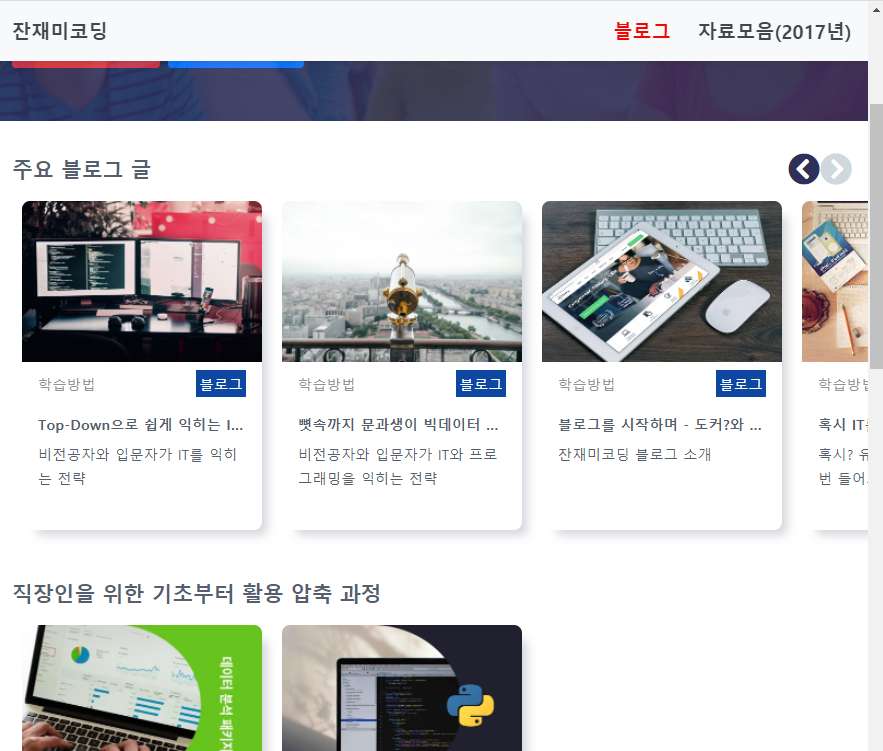 잔재미코딩
블로그 자료모음(2017년)
주요 블로그 글
학습방법 블로그
Top-Down으로 쉽게 익히는 I...
비전공자와 입문자가 IT를 익히
는 전략
학습방법 블로그
뼛속까지 문과생이 빅데이터 ...
비전공자와 입문자가 IT와 프로
그래밍을 익히는 전략
학습방법 블로그
블로그를 시작하며 - 도커?와 ...
잔재미코딩 블로그 소개
학습방법
혹시 IT
혹시? 유
번 들어
직장인을 위한 기초부터 활용 압축 과정
데이터 분석 패키지